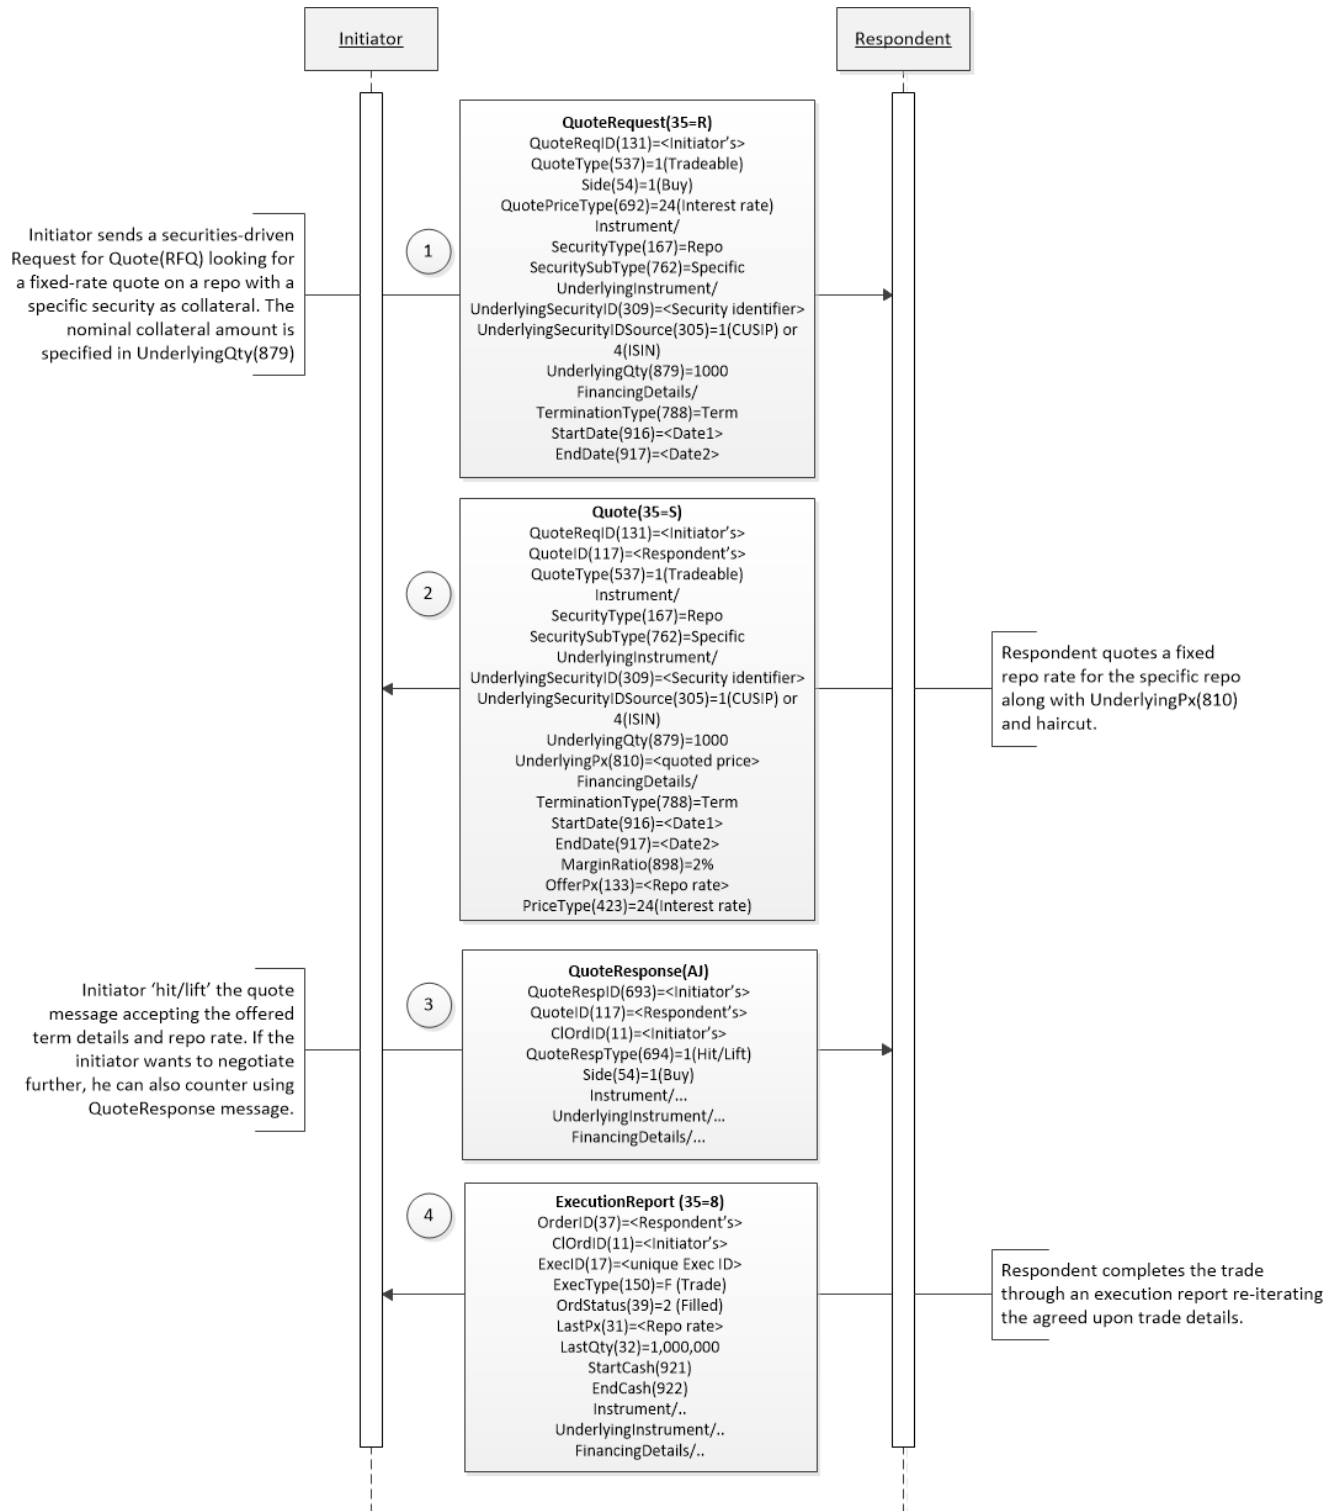 Initiator
Respondent
QuoteRequest(35=R)
QuoteReqID(131)=<Initiator's>
QuoteType(537)=1(Tradeable)
Side(54)=1(Buy)
QuotePriceType(692)=24(Interest rate)
Instrument/
SecurityType(167)=Repo
SecuritySubType(762)=Specific
UnderlyingInstrument/
UnderlyingSecurityID(309)=<Security identifier>
UnderlyingSecurityIDSource(305)=1(CUSIP) or
4(ISIN)
UnderlyingQty(879)=1000
FinancingDetails/
TerminationType(788)=Term
StartDate(916)=<Date1>
EndDate(917)=<Date2>
Initiator sends a securities-driven
Request for Quote(RFQ) looking for
a fixed-rate quote on a repo with a
specific security as collateral. The
nominal collateral amount is
specified in UnderlyingQty(879)
1
Quote(35=S)
QuoteReqID(131)=<Initiator's>
QuoteID(117)=<Respondent's>
QuoteType(537)=1(Tradeable)
Instrument/
SecurityType(167)=Repo
SecuritySubType(762)=Specific
UnderlyingInstrument/
UnderlyingSecurityID(309)=<Security identifier>
UnderlyingSecurityIDSource(305)=1(CUSIP) or
4(ISIN)
UnderlyingQty(879)=1000
UnderlyingPx(810)=<quoted price>
FinancingDetails/
TerminationType(788)=Term
StartDate(916)=<Date1>
EndDate(917)=<Date2>
MarginRatio(898)=2%
OfferPx(133)=<Repo rate>
PriceType(423)=24(Interest rate)
2
Respondent quotes a fixed
repo rate for the specific repo
along with UnderlyingPx(810)
and haircut.
QuoteResponse(AJ)
QuoteRespID(693)=<Initiator's>
QuoteID(117)=<Respondent's>
ClOrdID(11)=<Initiator's>
QuoteRespType(694)=1(Hit/Lift)
Side(54)=1(Buy)
Instrument/...
UnderlyingInstrument/...
FinancingDetails/...
Initiator 'hit/lift' the quote
message accepting the offered
term details and repo rate. If the
initiator wants to negotiate
further, he can also counter using
QuoteResponse message.
3
ExecutionReport (35=8)
OrderID(37)=<Respondent's>
ClOrdID(11)=<Initiator's>
ExecID(17)=<unique Exec ID>
ExecType(150)=F (Trade)
OrdStatus(39)=2 (Filled)
LastPx(31)=<Repo rate>
LastQty(32)=1,000,000
StartCash(921)
EndCash(922)
Instrument/..
UnderlyingInstrument/..
FinancingDetails/..
4
Respondent completes the trade
through an execution report re-iterating
the agreed upon trade details.